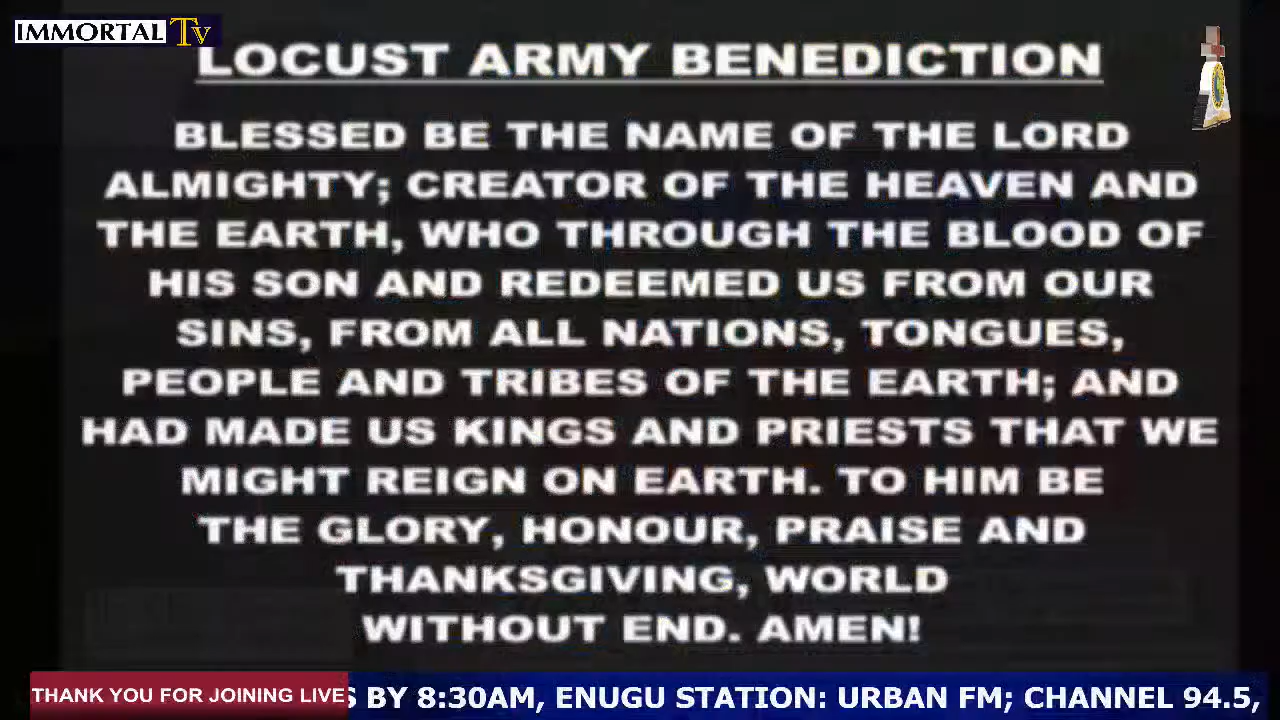 IMMORTAL Tv
LOCUST ARMY BENEDICTION
BLESSED BE THE NAME OF THE LORD
ALMIGHTY; CREATOR OF THE HEAVEN AND
THE EARTH, WHO THROUGH THE BLOOD OF
HIS SON AND REDEEMED US FROM OUR
SINS, FROM ALL NATIONS, TONGUES,
PEOPLE AND TRIBES OF THE EARTH; AND
HAD MADE US KINGS AND PRIESTS THAT WE
MIGHT REIGN ON EARTH. TO HIM BE
THE GLORY, HONOUR, PRAISE AND
THANKSGIVING, WORLD
WITHOUT END. AMEN!
THANK YOU FOR JOINING LIVE
S BY 8:30AM, ENUGU STATION: URBAN FM; CHANNEL 94.5,